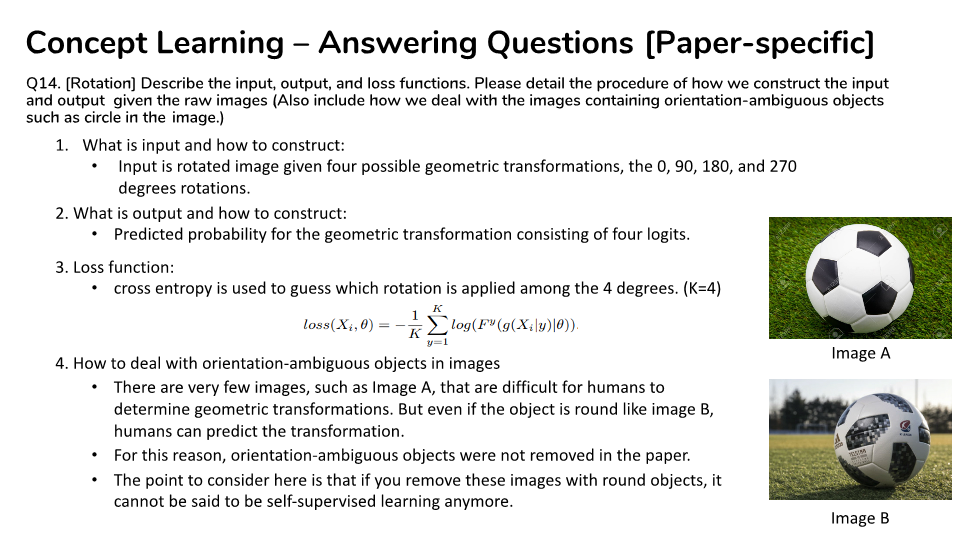 Concept Learning – Answering Questions [Paper-specific]
Q14. [Rotation] Describe the input, output, and loss functions. Please detail the procedure of how we construct the input
and output given the raw images (Also include how we deal with the images containing orientation-ambiguous objects
such as circle in the image.)
1. What is input and how to construct:
• Input is rotated image given four possible geometric transformations, the 0, 90, 180, and 270
degrees rotations.
2. What is output and how to construct:
• Predicted probability for the geometric transformation consisting of four logits.
3. Loss function:
• cross entropy is used to guess which rotation is applied among the 4 degrees. (K=4)
loss(X_i, θ) = −\frac{1}{K} \sum_{y=1}^{K} log(F^y(g(X_i|y)|θ)).
4. How to deal with orientation-ambiguous objects in images
• There are very few images, such as Image A, that are difficult for humans to
determine geometric transformations. But even if the object is round like image B,
humans can predict the transformation.
• For this reason, orientation-ambiguous objects were not removed in the paper.
• The point to consider here is that if you remove these images with round objects, it
cannot be said to be self-supervised learning anymore.
Image A
adidas
TELSTAR
Image B